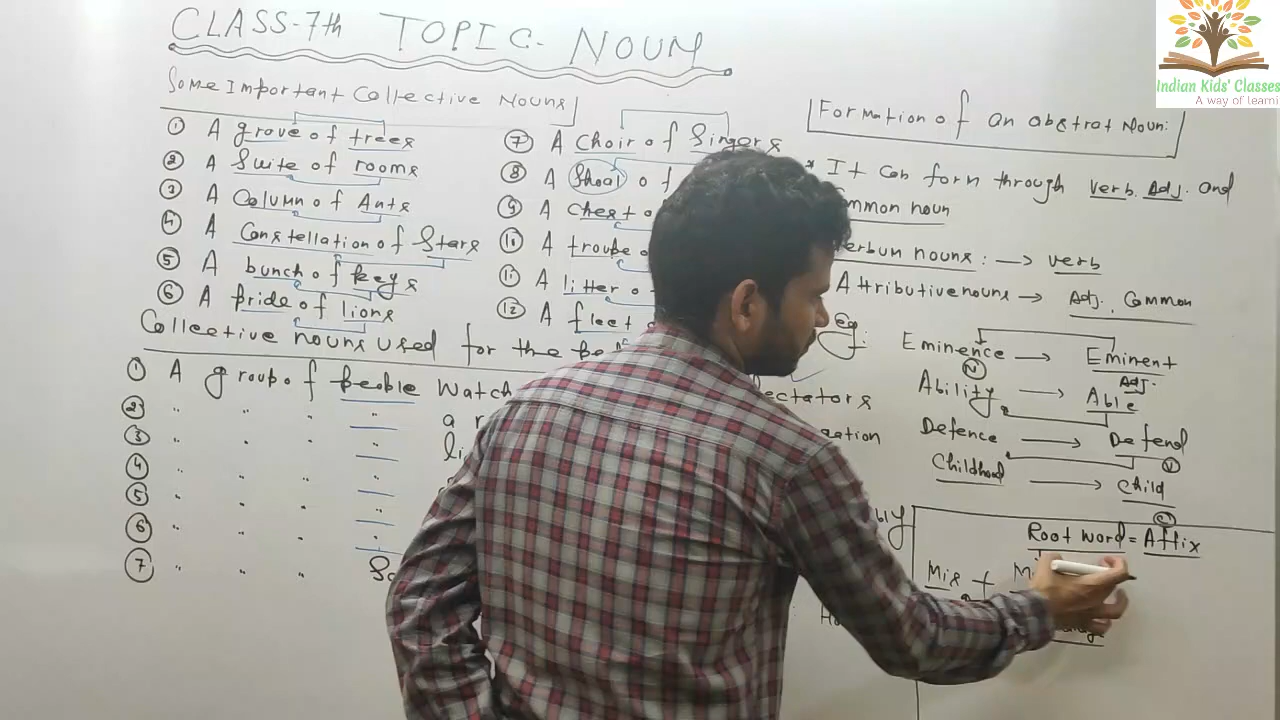 CLASS-7th TOPIC- NOUN
Some Important Collective Nouns
① A grove of trees
② A Suite of rooms
③ A Column of Ants
④ A Constellation of Stars
⑤ A bunch of keys
⑥ A pride of lions
⑦ A Choir of Singers
⑧ A Shoal of
⑨ A Chest o
⑩ A troupe o
⑪ A litter o
⑫ A fleet
Collective nouns used for the
① A group of people Watch
② " " " "
③ " " " "
④ " " " "
⑤ " " " "
⑥ " " " "
⑦ " " "
Formation of an abstrat Noun:
* It can form through verb, Adj. and
mmon noun
erbum nouns: → verb
Attributive nouns → Adj, Common
eg:
Eminence → Eminent
N Adj.
Ability → Able
Defence → Defend
V
Childhood → Child
C
Root word = Affix
Mis +
Indian Kids' Classes
A way of learni